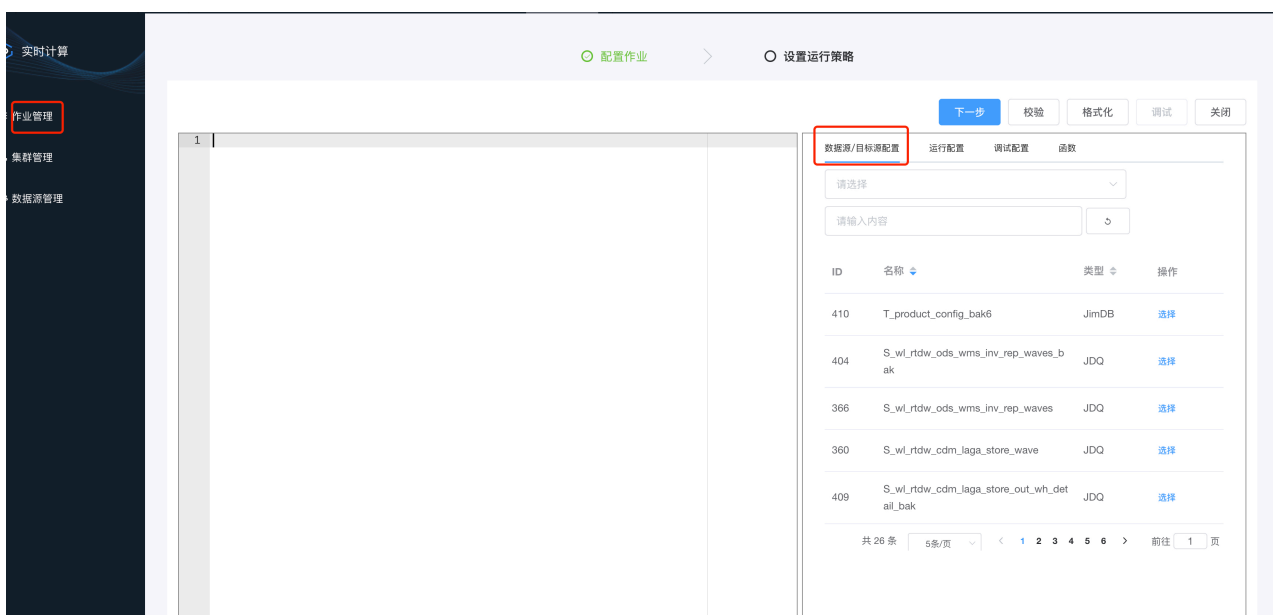 实时计算
配置作业
设置运行策略
作业管理
集群管理
数据源管理
下一步 校验 格式化 调试 关闭
1
数据源/目标源配置 运行配置 调试配置 函数
请选择
请输入内容
ID 名称 类型 操作
410 T_product_config_bak6 JimDB 选择
404 S_wl_rtdw_ods_wms_inv_rep_waves_b JDQ 选择
ak
366 S_wl_rtdw_ods_wms_inv_rep_waves JDQ 选择
360 S_wl_rtdw_cdm_laga_store_wave JDQ 选择
409 S_wl_rtdw_cdm_laga_store_out_wh_det JDQ 选择
ail_bak
共 26 条 5条/页 1 2 3 4 5 6 前往 1 页